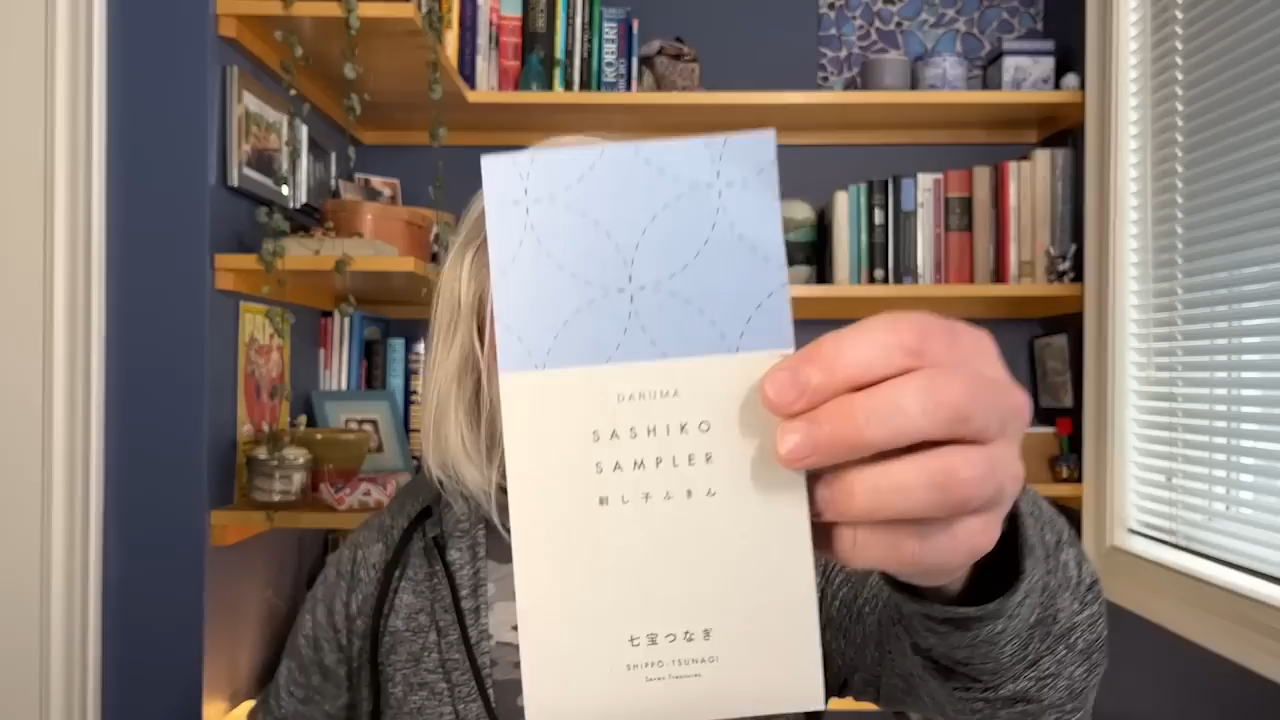 ROBERT
DARUMA
SASHIKO
SAMPLER
刺し子ふきん
七宝つなぎ
SHIPPO-TSUNAGI
Seven Treasures